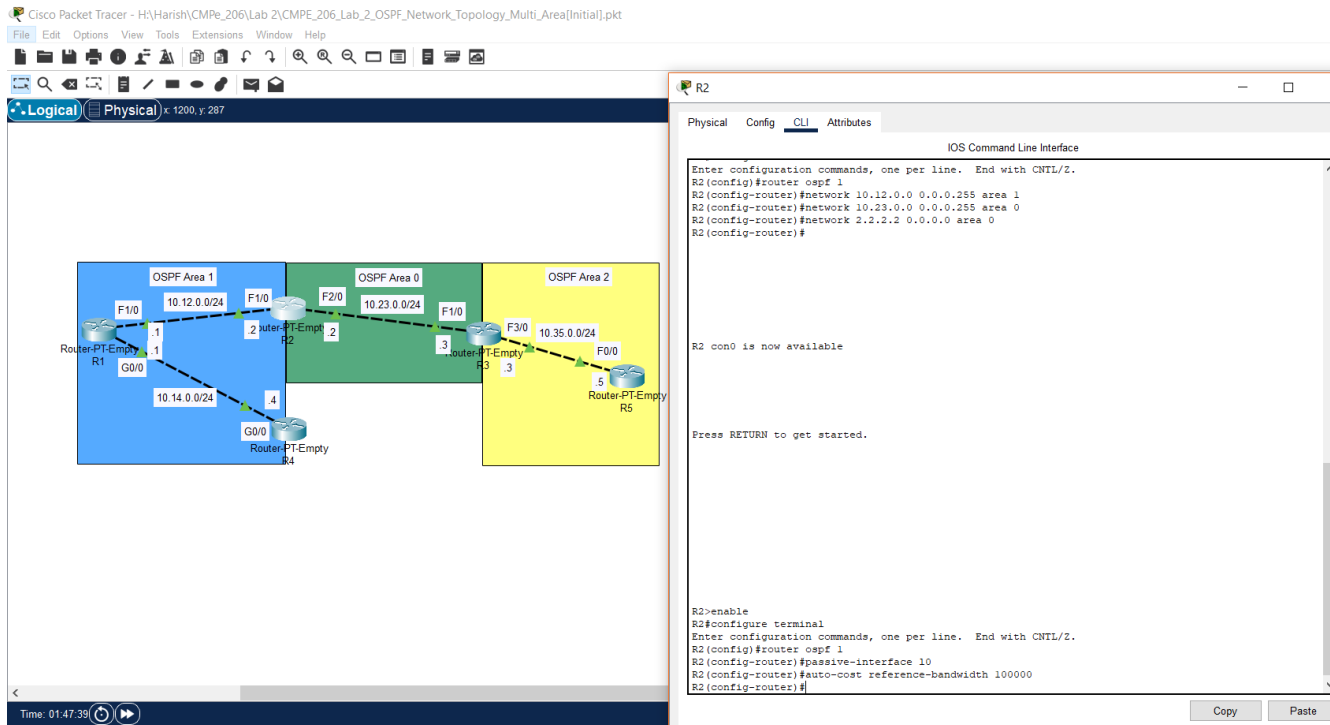 Cisco Packet Tracer - H:\Harish\CMPe_206\Lab 2\CMPE_206_Lab_2_OSPF_Network_Topology_Multi_Area[Initial].pkt
File Edit Options View Tools Extensions Window Help
Logical Physical x: 1200, y: 287
OSPF Area 1
OSPF Area 0
OSPF Area 2
10.12.0.0/24
F1/0
F1/0
F2/0
10.23.0.0/24
F1/0
.1
.2
.2
.3
Router-PT-Empty
R1
.1
G0/0
R2
Router-PT-Empty
R3
F3/0
10.35.0.0/24
F0/0
.3
.5
Router-PT-Empty
R5
10.14.0.0/24
.4
G0/0
Router-PT-Empty
R4
Time: 01:47:39
R2
Physical Config CLI Attributes
IOS Command Line Interface
Enter configuration commands, one per line. End with CNTL/Z.
R2(config)#router ospf 1
R2(config-router)#network 10.12.0.0 0.0.0.255 area 1
R2(config-router)#network 10.23.0.0 0.0.0.255 area 0
R2(config-router)#network 2.2.2.2 0.0.0.0 area 0
R2(config-router)#
R2 con0 is now available
Press RETURN to get started.
R2>enable
R2#configure terminal
Enter configuration commands, one per line. End with CNTL/Z.
R2(config)#router ospf 1
R2(config-router)#passive-interface l0
R2(config-router)#auto-cost reference-bandwidth 100000
R2(config-router)#
Copy Paste